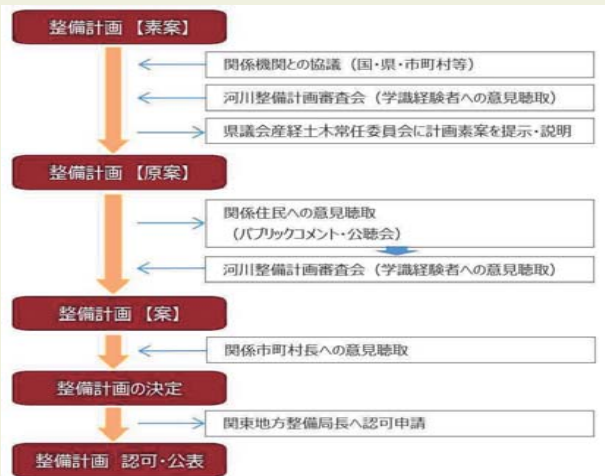 整備計画 【素案】
関係機関との協議（国・県・市町村等）
河川整備計画審査会（学識経験者への意見聴取）
県議会産経土木常任委員会に計画素案を提示・説明
整備計画 【原案】
関係住民への意見聴取
（パブリックコメント・公聴会）
河川整備計画審査会（学識経験者への意見聴取）
整備計画 【案】
関係市町村長への意見聴取
整備計画の決定
関東地方整備局長へ認可申請
整備計画 認可・公表